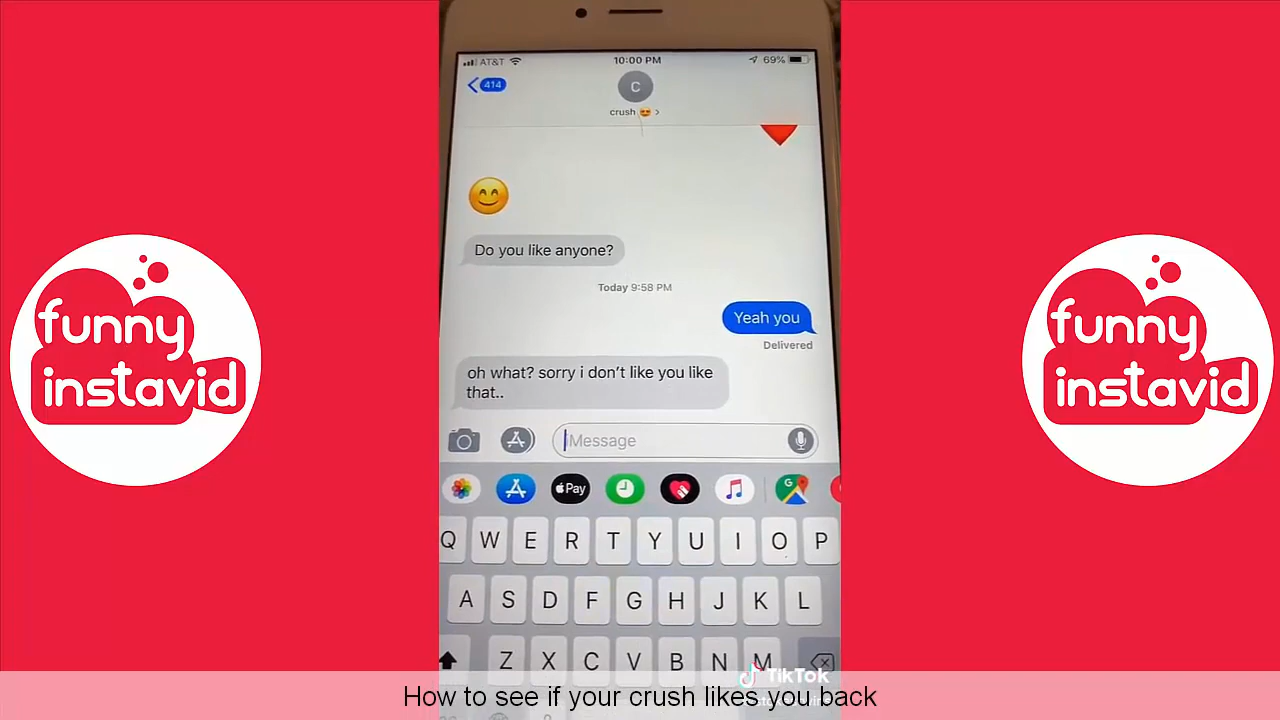 AT&T
10:00 PM
69%
414
C
crush 😍 >
😊
Do you like anyone?
Today 9:58 PM
Yeah you
Delivered
oh what? sorry i don't like you like
that..
iMessage
Pay
G
Q W E R T Y U I O P
A S D F G H J K L
Z X C V B N M
TikTok
funny
instavid
funny
instavid
How to see if your crush likes you back